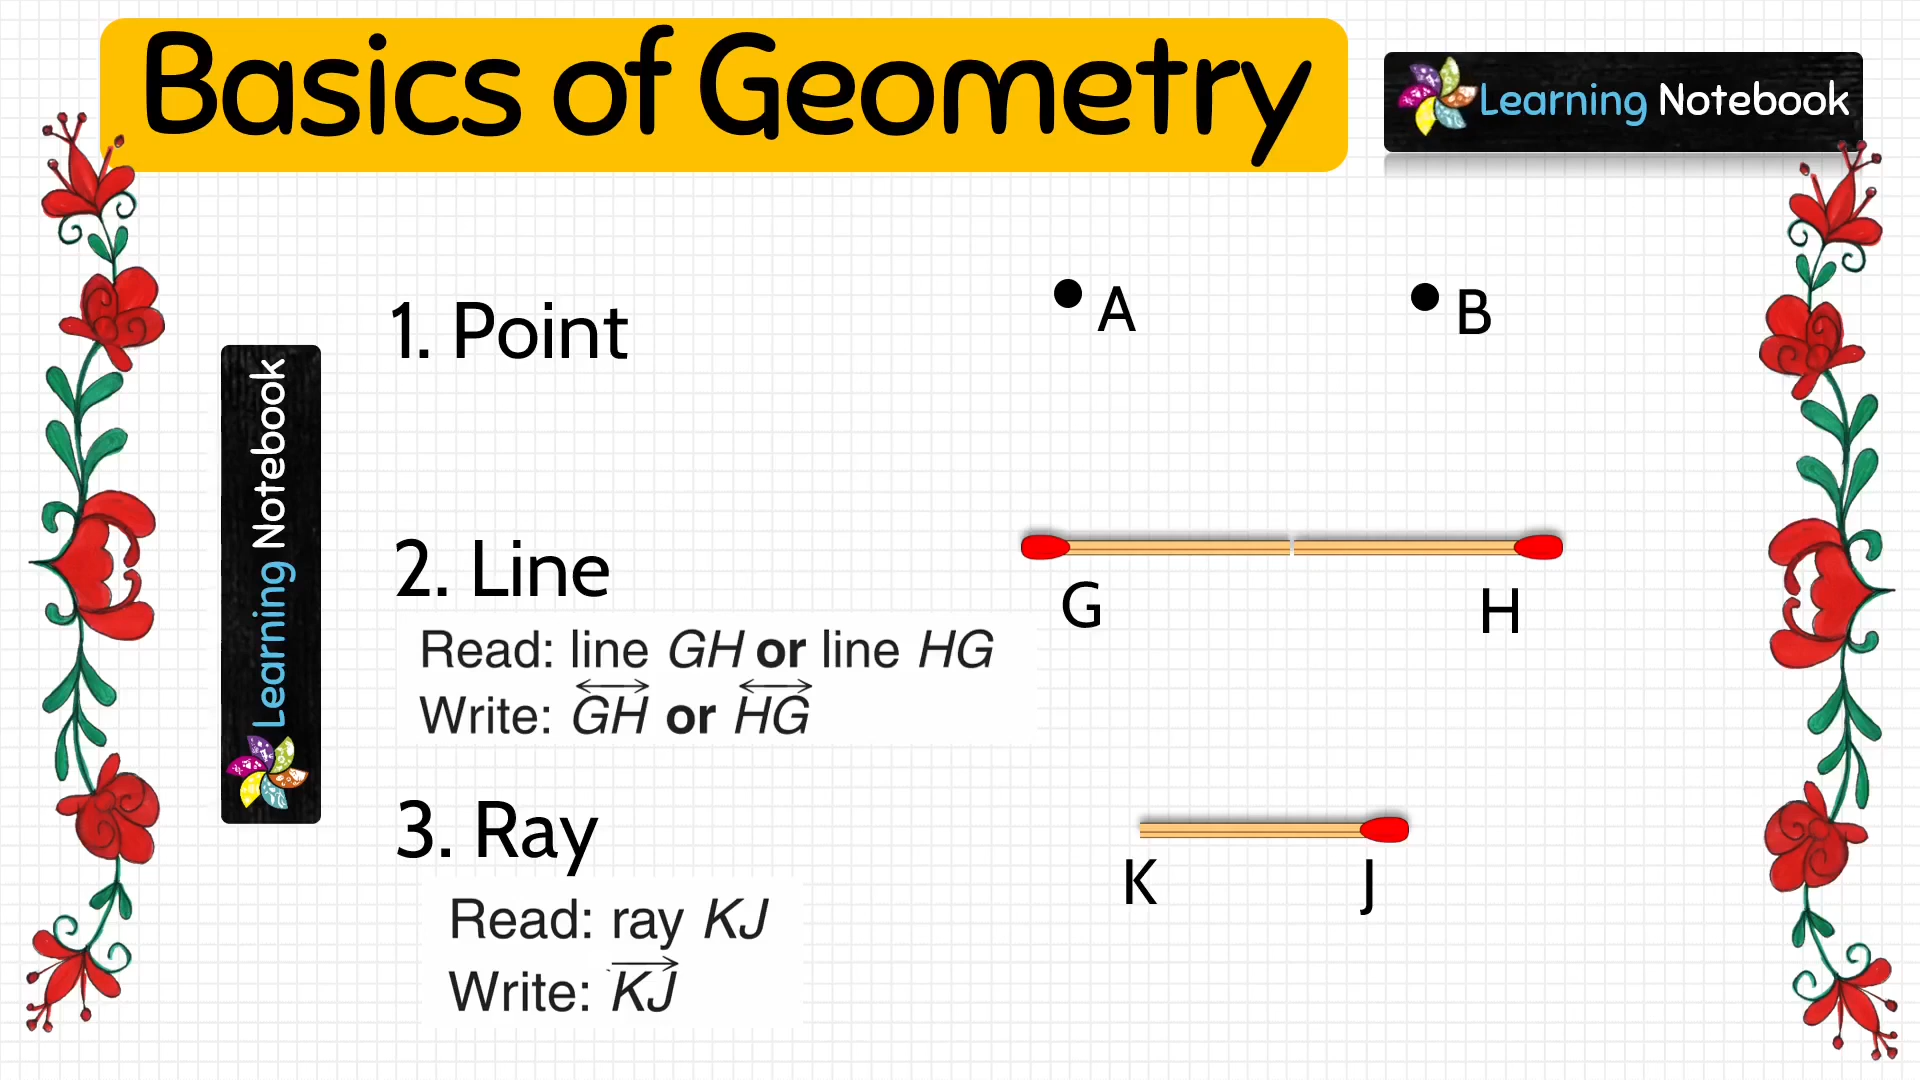 Basics of Geometry
Learning Notebook
1. Point
A
B
Learning Notebook
2. Line
G
H
Read: line GH or line HG
Write: GH or HG
3. Ray
K
J
Read: ray KJ
Write: KJ